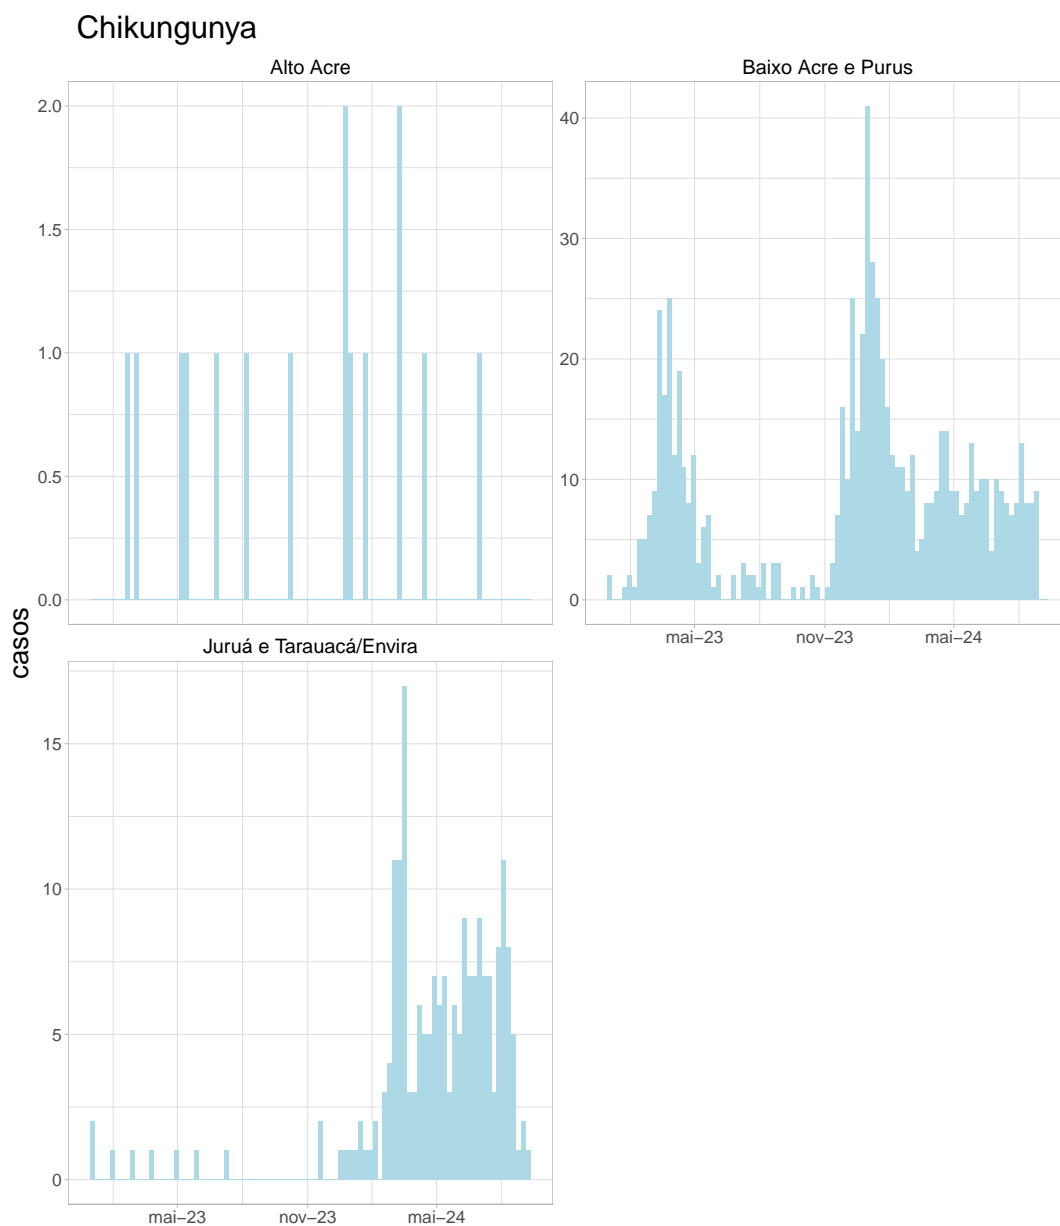 Chikungunya
Alto Acre
Baixo Acre e Purus
2.0
1.5
1.0
0.5
0.0
40
30
20
10
0
mai−23
nov−23
mai−24
casos
Juruá e Tarauacá/Envira
15
10
5
0
mai−23
nov−23
mai−24